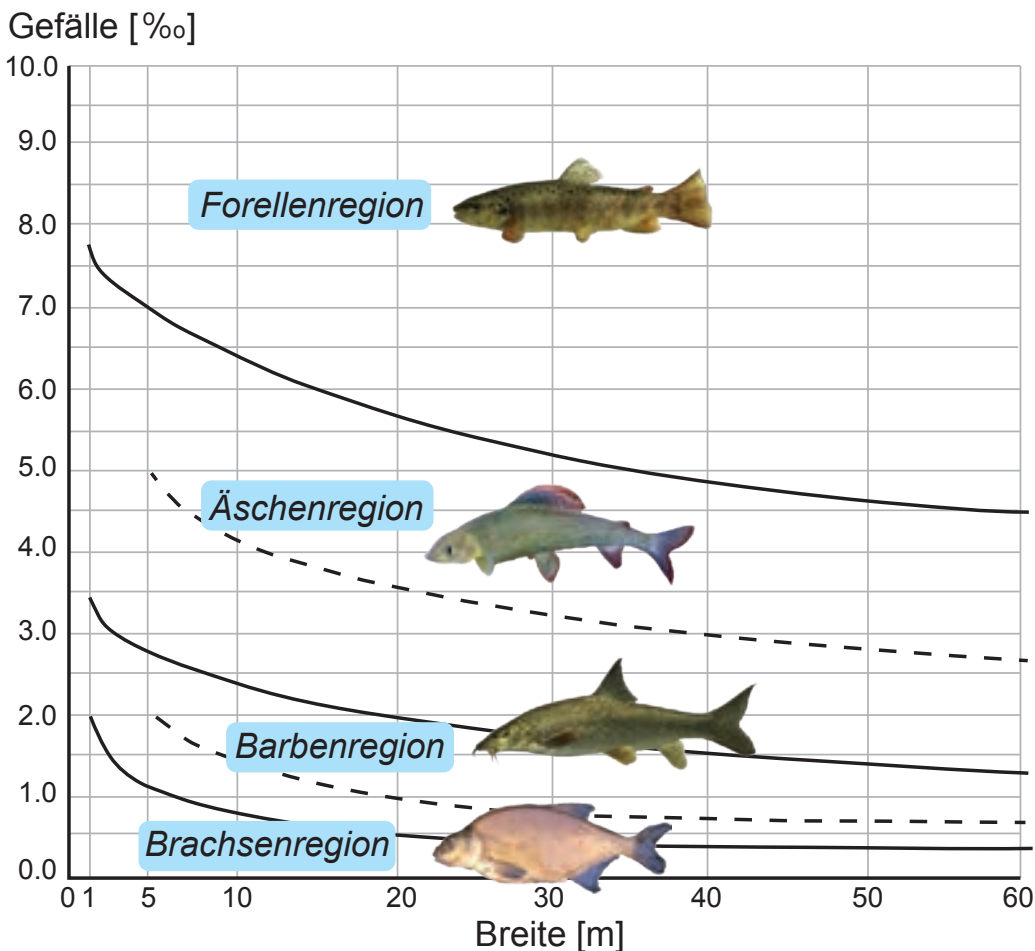 Gefälle [‰]
10.0
9.0
8.0
7.0
6.0
5.0
4.0
3.0
2.0
1.0
0.0
Forellenregion
Äschenregion
Barbenregion
Brachsenregion
0 1 5 10 20 30 40 50 60
Breite [m]